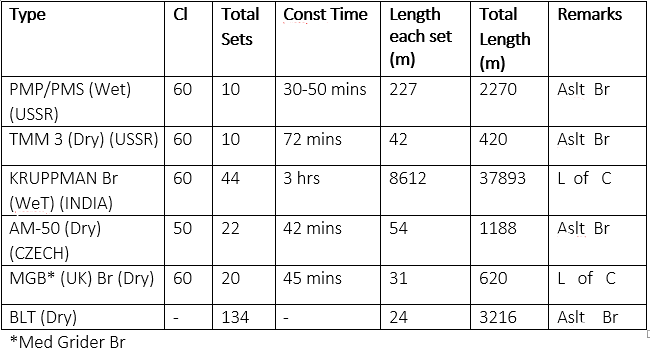 Type Cl Total Sets Const Time Length each set (m) Total Length (m) Remarks
PMP/PMS (Wet) (USSR) 60 10 30-50 mins 227 2270 Aslt Br
TMM 3 (Dry) (USSR) 60 10 72 mins 42 420 Aslt Br
KRUPPMAN Br (WeT) (INDIA) 60 44 3 hrs 8612 37893 L of C
AM-50 (Dry) (CZECH) 50 22 42 mins 54 1188 Aslt Br
MGB* (UK) Br (Dry) 60 20 45 mins 31 620 L of C
BLT (Dry) - 134 - 24 3216 Aslt Br
*Med Grider Br